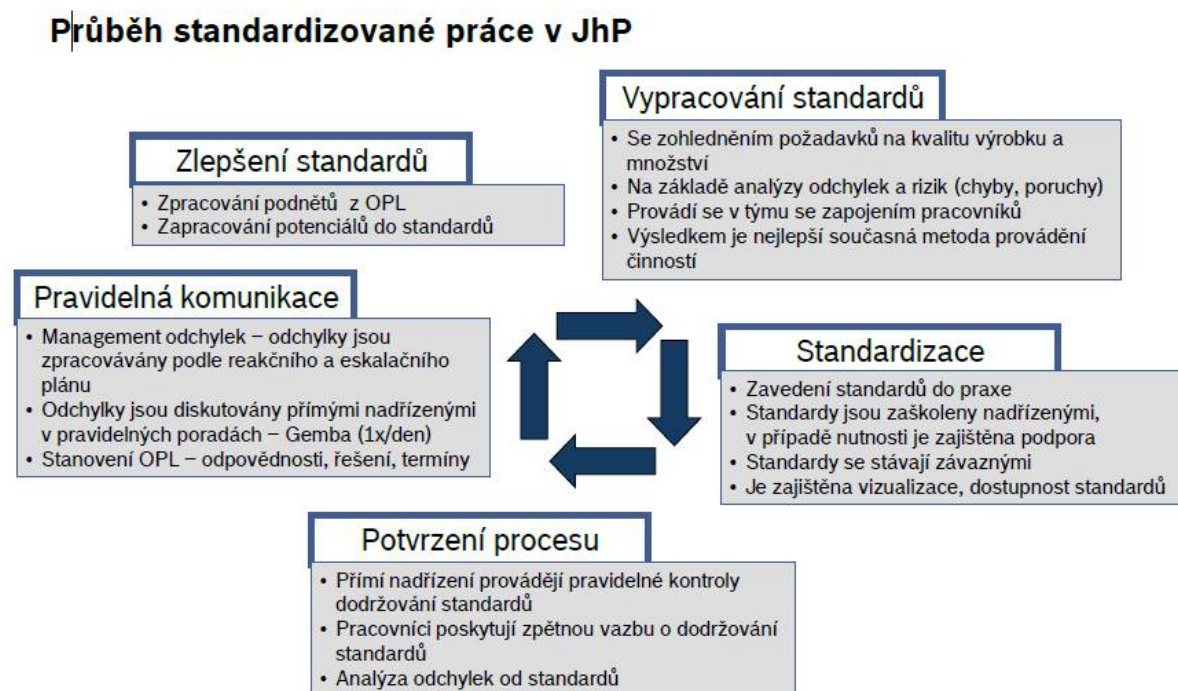 Průběh standardizované práce v JhP
Vypracování standardů
• Se zohledněním požadavků na kvalitu výrobku a
množství
• Na základě analýzy odchylek a rizik (chyby, poruchy)
• Provádí se v týmu se zapojením pracovníků
• Výsledkem je nejlepší současná metoda provádění
činností
Standardizace
• Zavedení standardů do praxe
• Standardy jsou zaškoleny nadřízenými,
v případě nutnosti je zajištěna podpora
• Standardy se stávají závaznými
• Je zajištěna vizualizace, dostupnost standardů
Potvrzení procesu
• Přímí nadřízení provádějí pravidelné kontroly
dodržování standardů
• Pracovníci poskytují zpětnou vazbu o dodržování
standardů
• Analýza odchylek od standardů
Pravidelná komunikace
• Management odchylek – odchylky jsou
zpracovávány podle reakčního a eskalačního
plánu
• Odchylky jsou diskutovány přímými nadřízenými
v pravidelných poradách – Gemba (1x/den)
• Stanovení OPL – odpovědnosti, řešení, termíny
Zlepšení standardů
• Zpracování podnětů z OPL
• Zapracování potenciálů do standardů